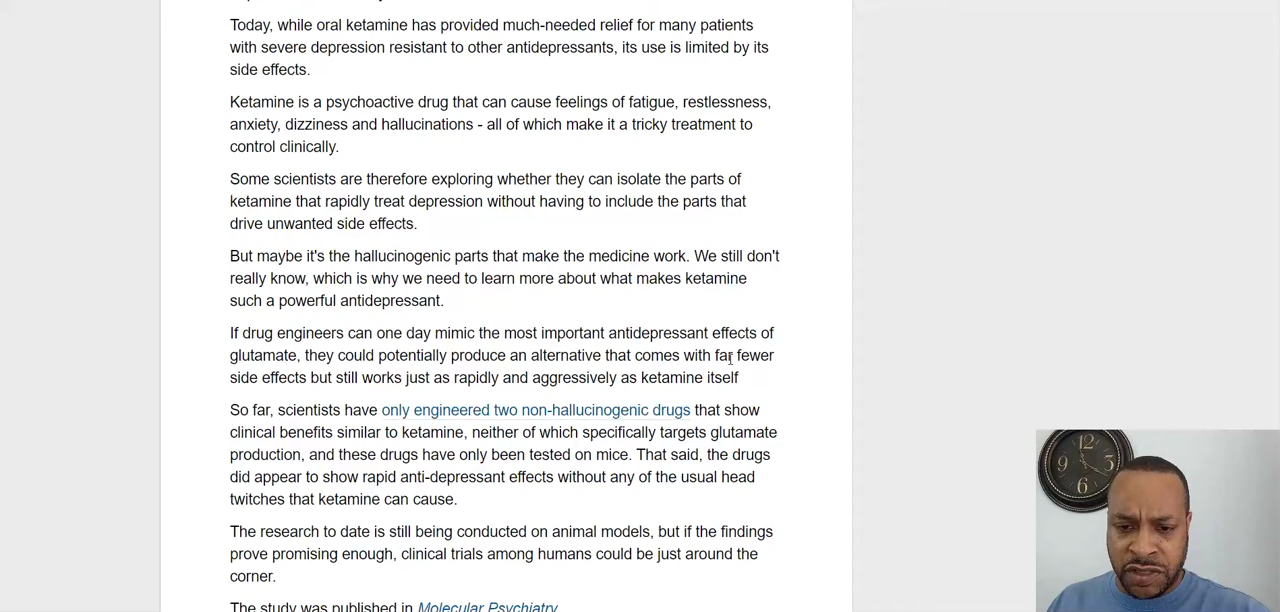 Today, while oral ketamine has provided much-needed relief for many patients
with severe depression resistant to other antidepressants, its use is limited by its
side effects.
Ketamine is a psychoactive drug that can cause feelings of fatigue, restlessness,
anxiety, dizziness and hallucinations - all of which make it a tricky treatment to
control clinically.
Some scientists are therefore exploring whether they can isolate the parts of
ketamine that rapidly treat depression without having to include the parts that
drive unwanted side effects.
But maybe it's the hallucinogenic parts that make the medicine work. We still don't
really know, which is why we need to learn more about what makes ketamine
such a powerful antidepressant.
If drug engineers can one day mimic the most important antidepressant effects of
glutamate, they could potentially produce an alternative that comes with far fewer
side effects but still works just as rapidly and aggressively as ketamine itself
So far, scientists have only engineered two non-hallucinogenic drugs that show
clinical benefits similar to ketamine, neither of which specifically targets glutamate
production, and these drugs have only been tested on mice. That said, the drugs
did appear to show rapid anti-depressant effects without any of the usual head
twitches that ketamine can cause.
The research to date is still being conducted on animal models, but if the findings
prove promising enough, clinical trials among humans could be just around the
corner.
The study was published in Molecular Psychiatry
12
9
6